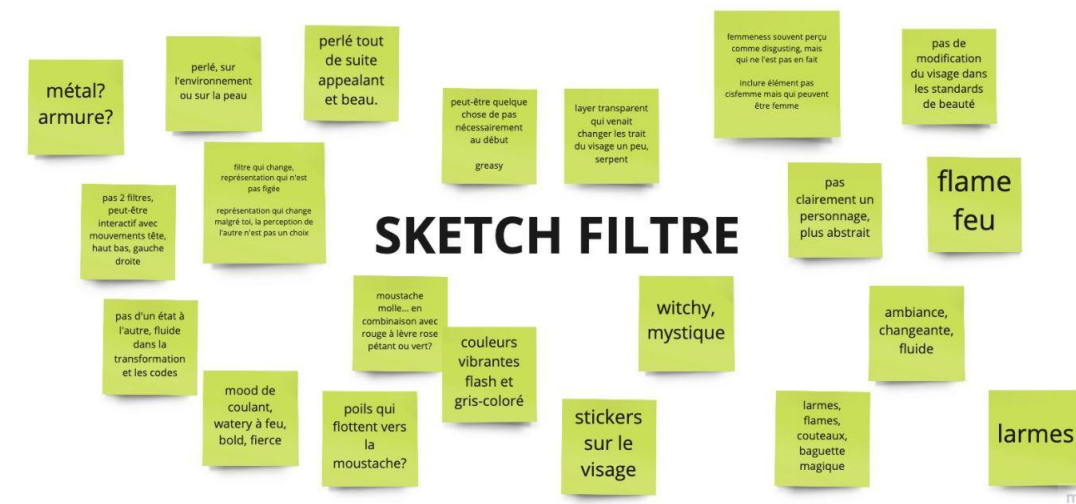 métal?
armure?
perlé, sur
l'environnement
ou sur la peau
perlé tout
de suite
appealant
et beau.
peut-être quelque
chose de pas
nécessairement
au début
greasy
layer transparent
qui venait
changer les trait
du visage un peu,
serpent
femmeness souvent perçu
comme disgusting, mais
qui ne l'est pas en fait
inclure élément pas
cisfemme mais qui peuvent
être femme
pas de
modification
du visage dans
les standards
de beauté
pas 2 filtres,
peut-être
interactif avec
mouvements tête,
haut bas, gauche
droite
filtre qui change,
représentation qui n'est
pas figée
représentation qui change
malgré toi, la perception de
l'autre n'est pas un choix
SKETCH FILTRE
pas
clairement un
personnage,
plus abstrait
flame
feu
pas d'un état à
l'autre, fluide
dans la
transformation
et les codes
moustache
molle... en
combinaison avec
rouge à lèvre rose
pétant ou vert?
witchy,
mystique
ambiance,
changeante,
fluide
mood de
coulant,
watery à feu,
bold, fierce
poils qui
flottent vers
la
moustache?
couleurs
vibrantes
flash et
gris-coloré
stickers
sur le
visage
larmes,
flames,
couteaux,
baguette
magique
larmes